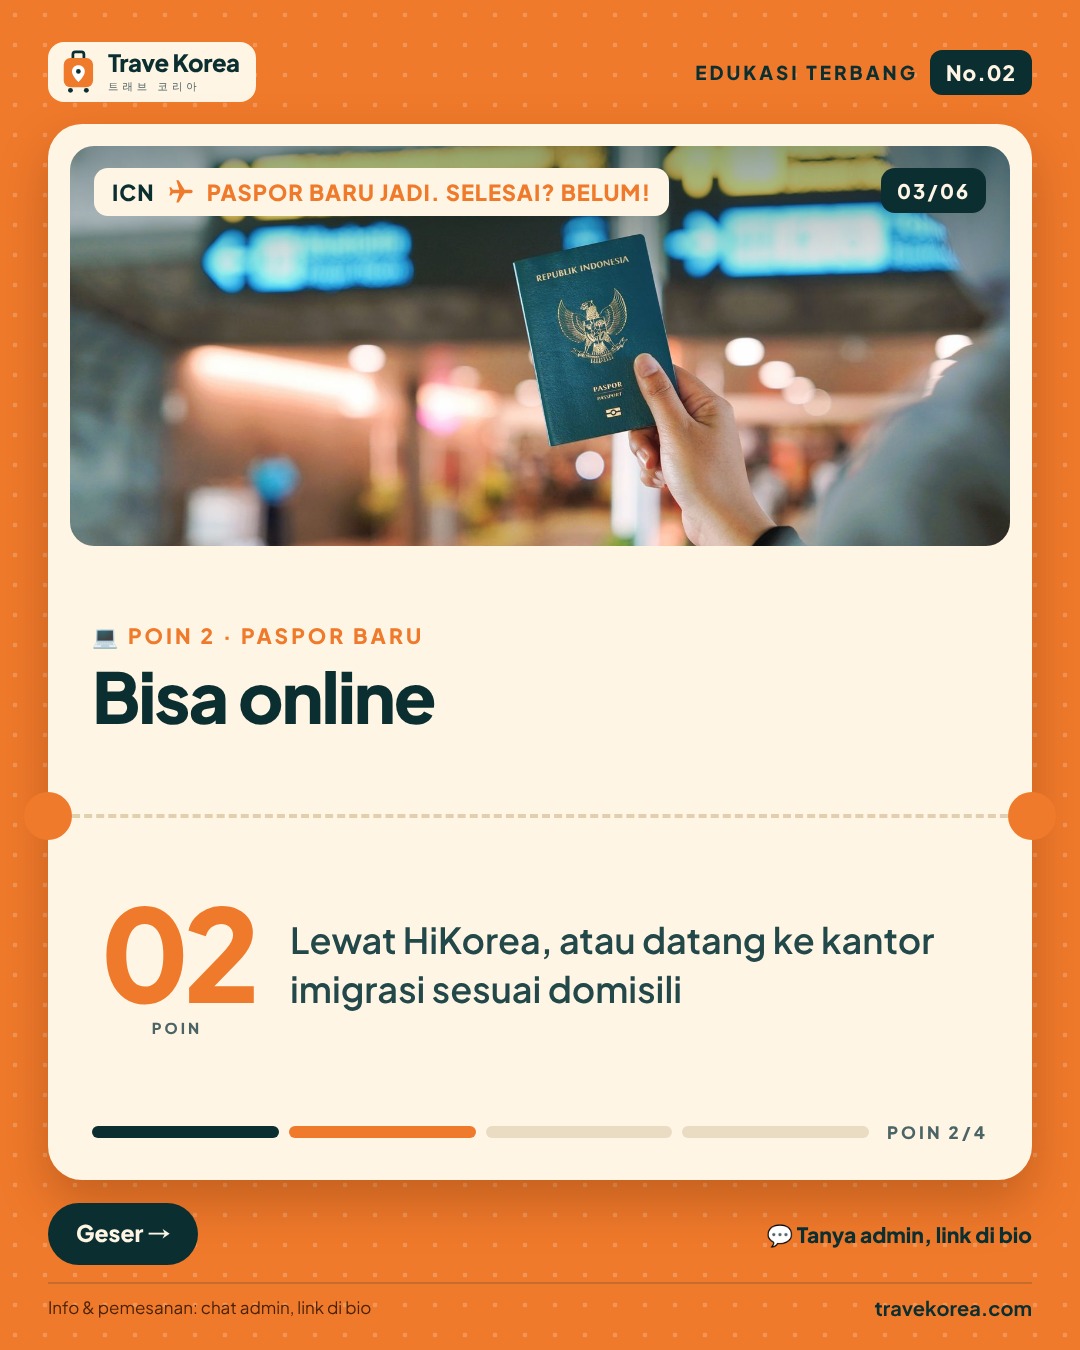 Trave Korea
트래브 코리아
EDUKASI TERBANG
No.02
ICN ✈ PASPOR BARU JADI. SELESAI? BELUM!
03/06
REPUBLIK INDONESIA
PASPOR
PASSPORT
💻 POIN 2 · PASPOR BARU
Bisa online
02
POIN
Lewat HiKorea, atau datang ke kantor
imigrasi sesuai domisili
POIN 2/4
Geser →
💬 Tanya admin, link di bio
Info & pemesanan: chat admin, link di bio
travekorea.com